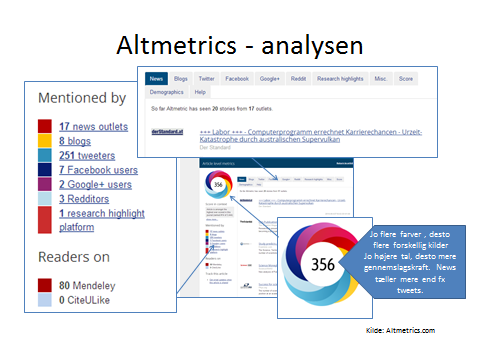 Altmetrics - analysen
Mentioned by
17 news outlets
8 blogs
251 tweeters
7 Facebook users
2 Google+ users
3 Redditors
1 research highlight
platform
Readers on
80 Mendeley
0 CiteULike
News Blogs Twitter Facebook Google+ Reddit Research highlights Misc. Score
Demographics Help
So far Altmetric has seen 20 stories from 17 outlets.
derStandard.at
+++ Labor +++ - Computerprogramm errechnet Karrierechancen - Urzeit-
Katastrophe durch australischen Supervulkan
Der Standard
356
356
Jo flere farver , desto
flere forskellig kilder
Jo højere tal, desto mere
gennemslagskraft. News
tæller mere end fx
tweets.
Kilde: Altmetrics.com